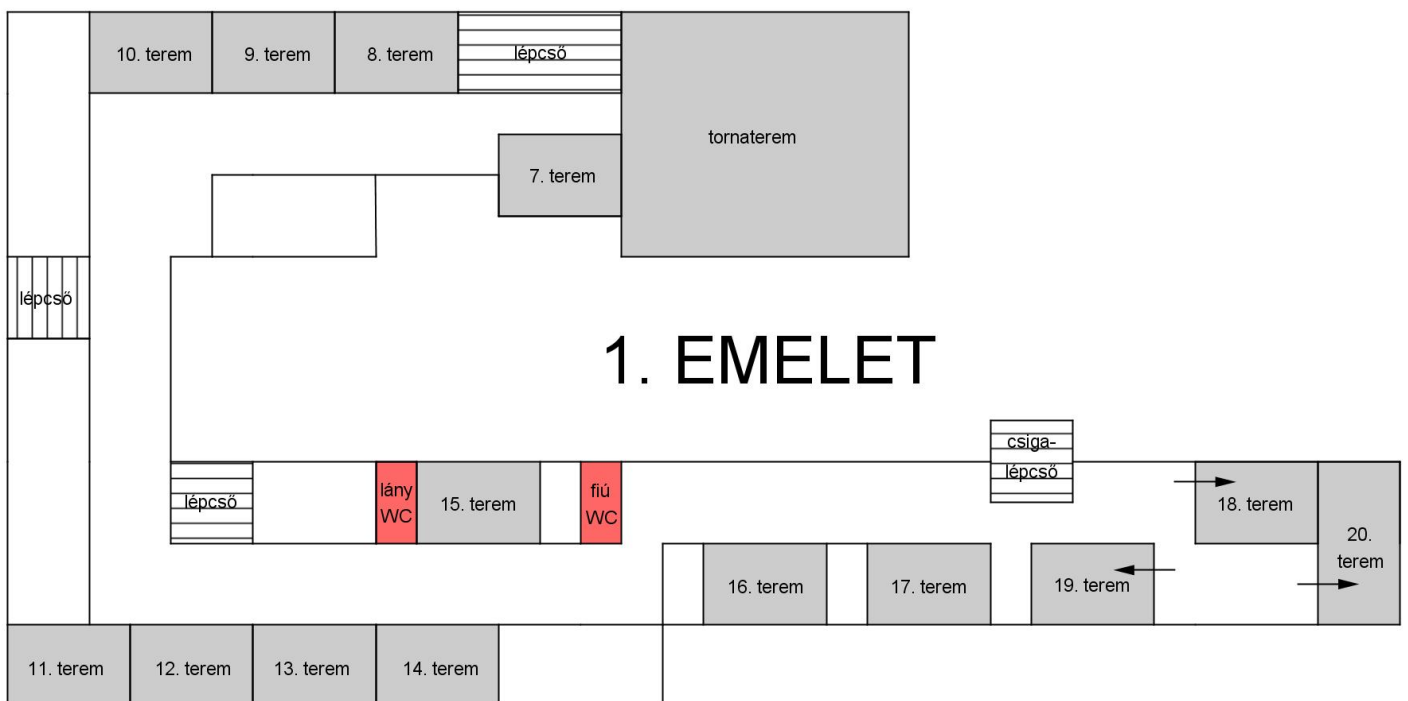 10. terem
9. terem
8. terem
lépcső
tornaterem
7. terem
lépcső
1. EMELET
csiga-
lépcső
lépcső
lány
WC
15. terem
fiú
WC
18. terem
20.
terem
16. terem
17. terem
19. terem
11. terem
12. terem
13. terem
14. terem